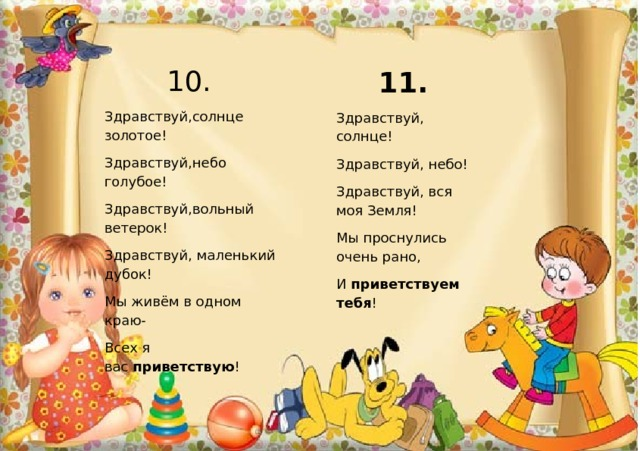 10.
Здравствуй,солнце
золотое!
Здравствуй,небо
голубое!
Здравствуй,вольный
ветерок!
Здравствуй, маленький
дубок!
Мы живём в одном
краю-
Всех я
вас приветствую!
11.
Здравствуй,
солнце!
Здравствуй, небо!
Здравствуй, вся
моя Земля!
Мы проснулись
очень рано,
И приветствуем
тебя!